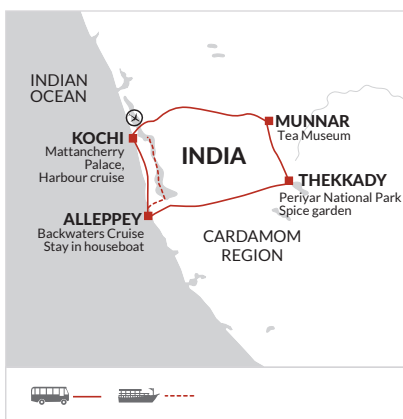 INDIAN
OCEAN
KOCHI
Mattancherry
Palace,
Harbour cruise
MUNNAR
Tea Museum
INDIA
THEKKADY
Periyar National Park
Spice garden
ALLEPPEY
Backwaters Cruise
Stay in houseboat
CARDAMOM
REGION